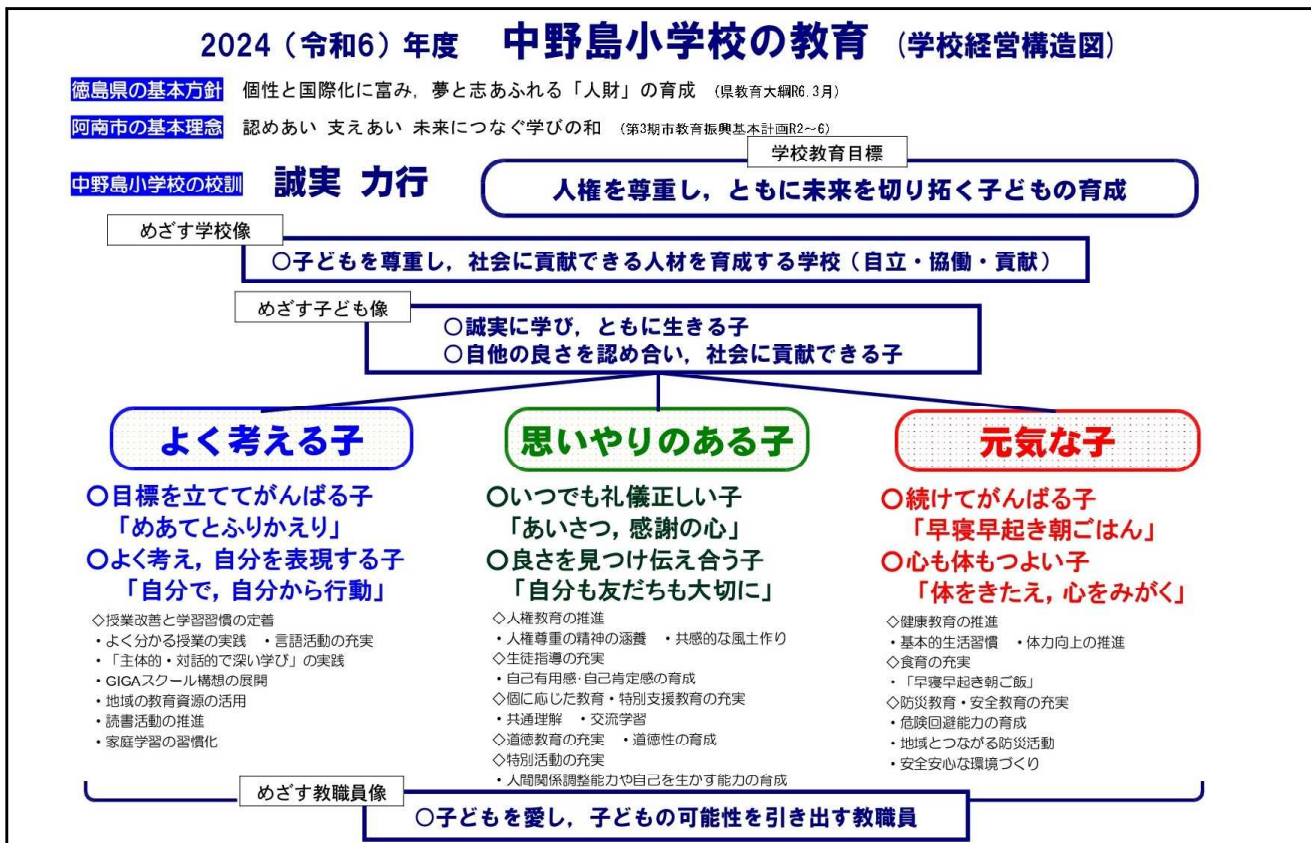 2024(令和6)年度 中野島小学校の教育 (学校経営構造図)
徳島県の基本方針 個性と国際化に富み,夢と志あふれる「人財」の育成 (県教育大綱R6.3月)
阿南市の基本理念 認めあい 支えあい 未来につなぐ学びの和 (第3期市教育振興基本計画R2～6)
中野島小学校の校訓 誠実 力行
学校教育目標
人権を尊重し,ともに未来を切り拓く子どもの育成
めざす学校像
○子どもを尊重し,社会に貢献できる人材を育成する学校(自立・協働・貢献)
めざす子ども像
○誠実に学び,ともに生きる子
○自他の良さを認め合い,社会に貢献できる子
よく考える子
○目標を立ててがんばる子
「めあてとふりかえり」
○よく考え,自分を表現する子
「自分で,自分から行動」
◇授業改善と学習習慣の定着
・よく分かる授業の実践 ・言語活動の充実
・「主体的・対話的で深い学び」の実践
・GIGAスクール構想の展開
・地域の教育資源の活用
・読書活動の推進
・家庭学習の習慣化
思いやりのある子
○いつでも礼儀正しい子
「あいさつ,感謝の心」
○良さを見つけ伝え合う子
「自分も友だちも大切に」
◇人権教育の推進
・人権尊重の精神の涵養 ・共感的な風土作り
◇生徒指導の充実
・自己有用感・自己肯定感の育成
◇個に応じた教育・特別支援教育の充実
・共通理解 ・交流学習
◇道徳教育の充実 ・道徳性の育成
◇特別活動の充実
・人間関係調整能力や自己を生かす能力の育成
元気な子
○続けてがんばる子
「早寝早起き朝ごはん」
○心も体もつよい子
「体をきたえ,心をみがく」
◇健康教育の推進
・基本的生活習慣 ・体力向上の推進
◇食育の充実
・「早寝早起き朝ご飯」
◇防災教育・安全教育の充実
・危険回避能力の育成
・地域とつながる防災活動
・安全安心な環境づくり
めざす教職員像
○子どもを愛し,子どもの可能性を引き出す教職員